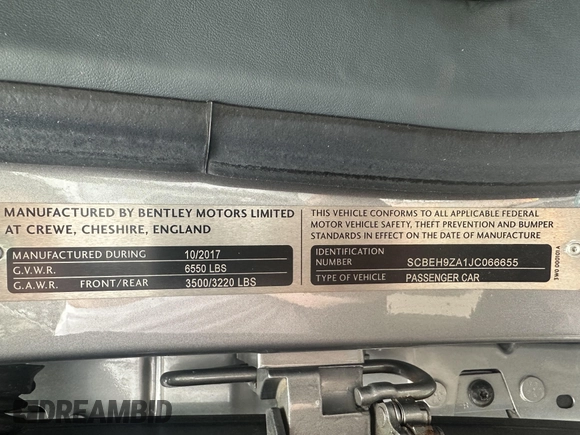 MANUFACTURED BY BENTLEY MOTORS LIMITED
AT CREWE, CHESHIRE, ENGLAND
MANUFACTURED DURING 10/2017
G.V.W.R. 6550 LBS
G.A.W.R. FRONT/REAR 3500/3220 LBS
THIS VEHICLE CONFORMS TO ALL APPLICABLE FEDERAL
MOTOR VEHICLE SAFETY, THEFT PREVENTION AND BUMPER
STANDARDS IN EFFECT ON THE DATE OF MANUFACTURE
IDENTIFICATION
NUMBER SCBEH9ZA1JC066655
TYPE OF VEHICLE PASSENGER CAR
3W0 000101A
DREAMBID